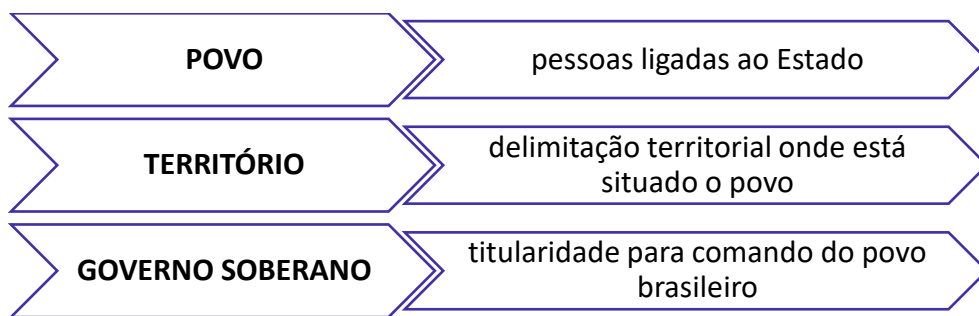 POVO
pessoas ligadas ao Estado
TERRITÓRIO
delimitação territorial onde está
situado o povo
GOVERNO SOBERANO
titularidade para comando do povo
brasileiro